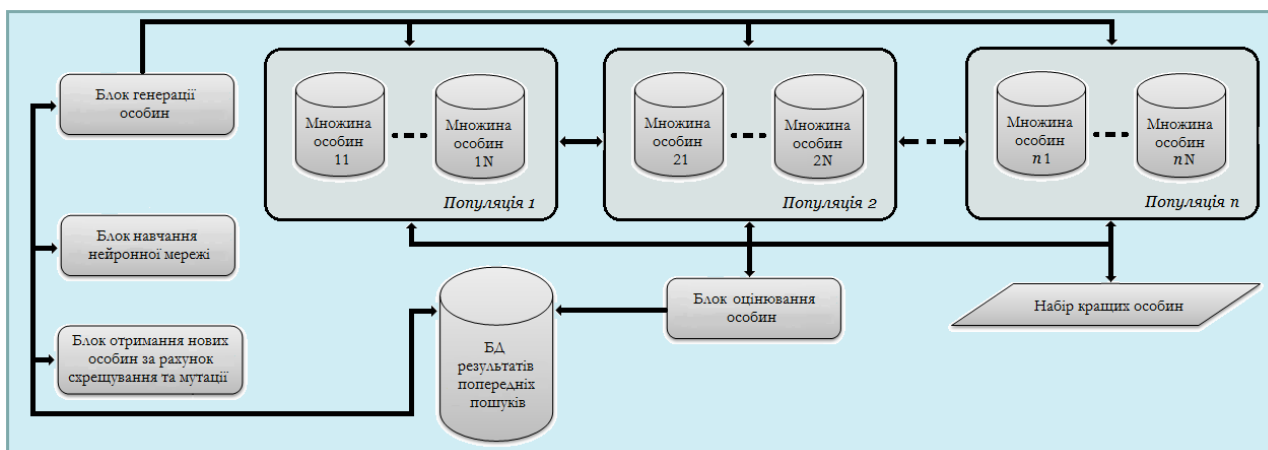 Блок генерації
особин
Множина
особин
11
Множина
особин
1N
Популяція 1
Множина
особин
21
Множина
особин
2N
Популяція 2
Множина
особин
n1
Множина
особин
nN
Популяція n
Блок навчання
нейронної мережі
Блок отримання нових
особин за рахунок
схрещування та мутації
БД
результатів
попередніх
пошуків
Блок оцінювання
особин
Набір кращих особин